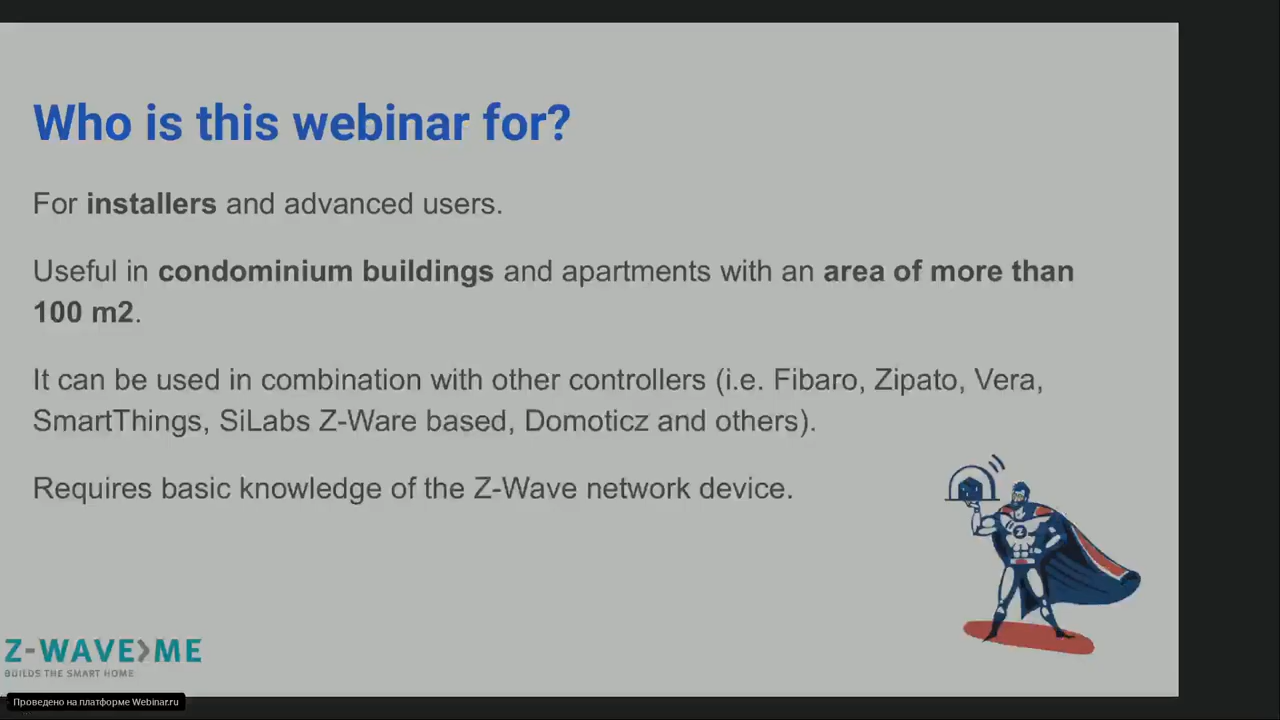 Who is this webinar for?
For installers and advanced users.
Useful in condominium buildings and apartments with an area of more than
100 m2.
It can be used in combination with other controllers (i.e. Fibaro, Zipato, Vera,
SmartThings, SiLabs Z-Ware based, Domoticz and others).
Requires basic knowledge of the Z-Wave network device.
Z
Z-WAVE>ME
BUILDS THE SMART HOME
Проведено на платформе Webinar.ru